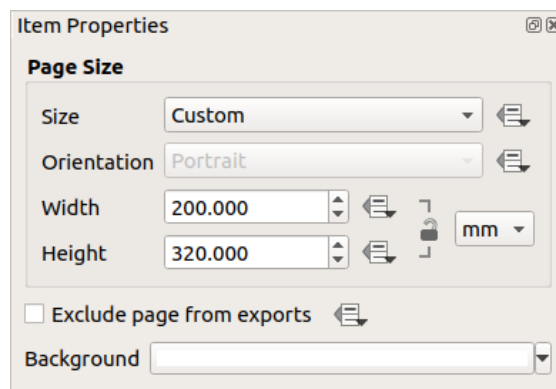 Item Properties
Page Size
Size Custom
Orientation Portrait
Width 200.000
Height 320.000
mm
Exclude page from exports
Background